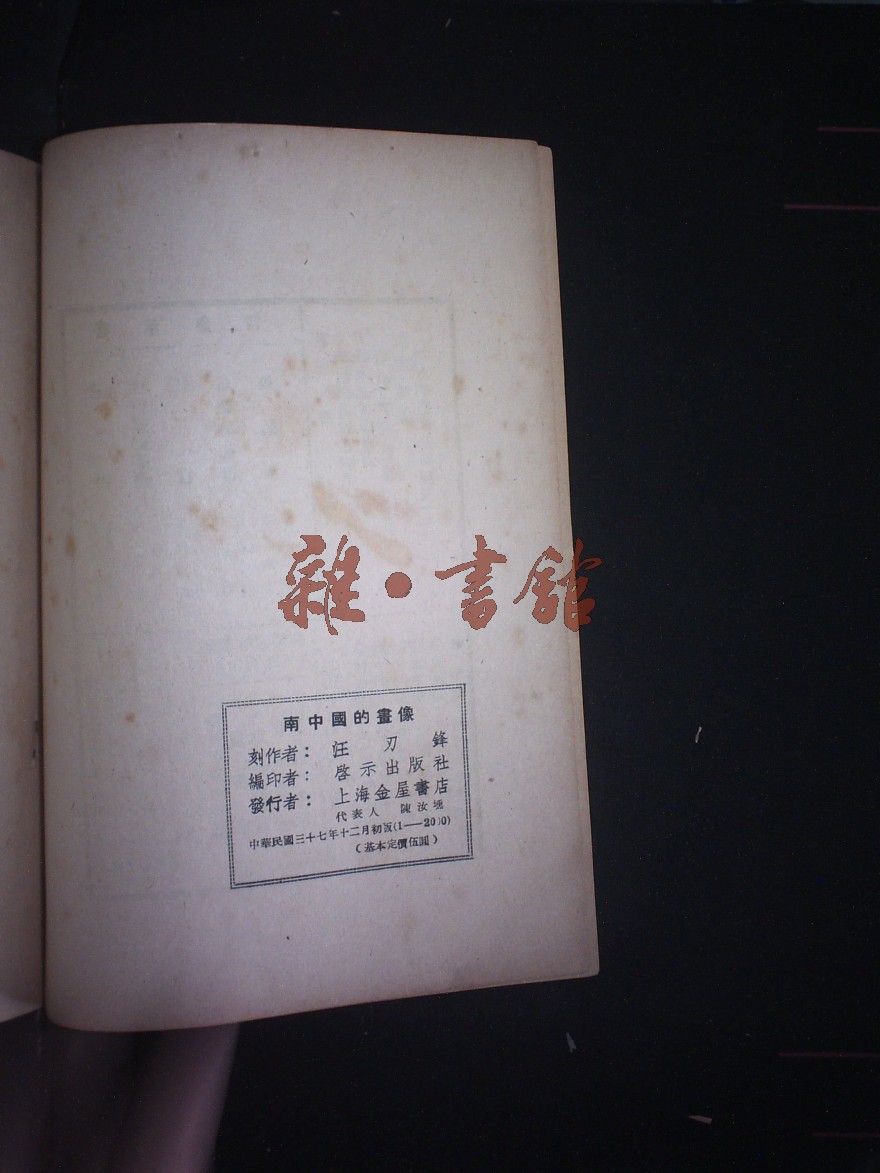 雜•書館
南中國的畫像
刻作者： 汪刃鋒
編印者： 啓示出版社
發行者： 上海金屋書店
代表人 陳汝
中華民國三十七年十二月初版(1—2000)
（基本定價伍圓）